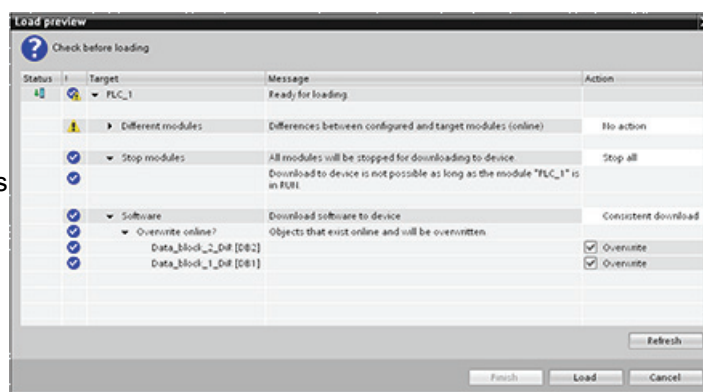 Load preview
Check before loading
Status ! Target Message Action
PLC_1 Ready for loading.
Different modules Differences between configured and target modules (online) No action
Stop modules All modules will be stopped for downloading to device. Stop all
Download to device is not possible as long as the module "PLC_1" is
in RUN.
s
Software Download software to device Consistent download
Overwrite online? Objects that exist online and will be overwritten.
Data_block_2_DiR [DB2] Overwrite
Data_block_1_DiR [DB1] Overwrite
Refresh
Finish Load Cancel